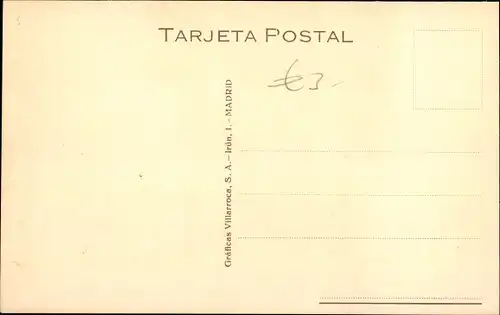 TARJETA POSTAL
€3-
Gráficas Villarroca, S. A.—Irún, 1.-MADRID